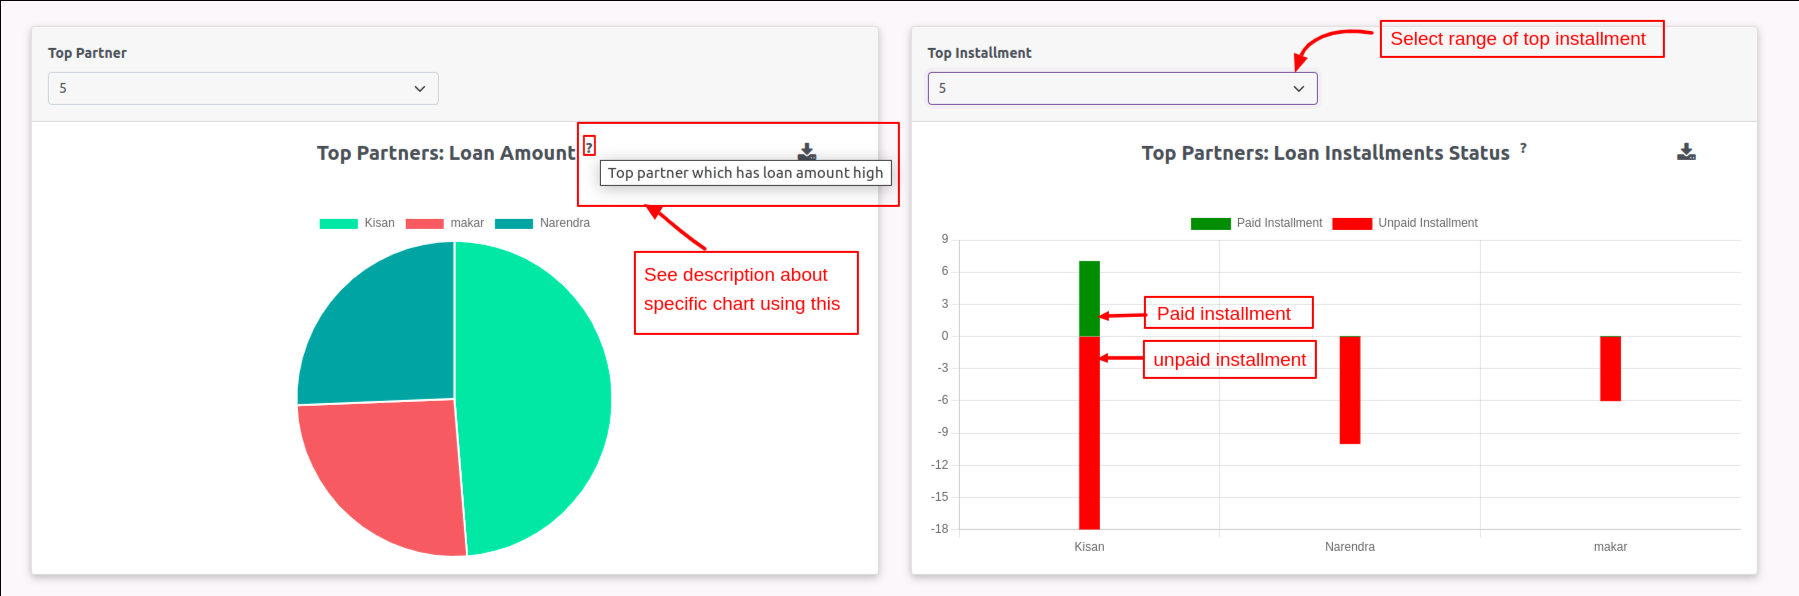 Top Partner
5
Top Partners: Loan Amount ?
Top partner which has loan amount high
Kisan makar Narendra
See description about
specific chart using this
Top Installment
5
Select range of top installment
Top Partners: Loan Installments Status ?
Paid Installment Unpaid Installment
9
6
3
0
-3
-6
-9
-12
-15
-18
Paid installment
unpaid installment
Kisan Narendra makar